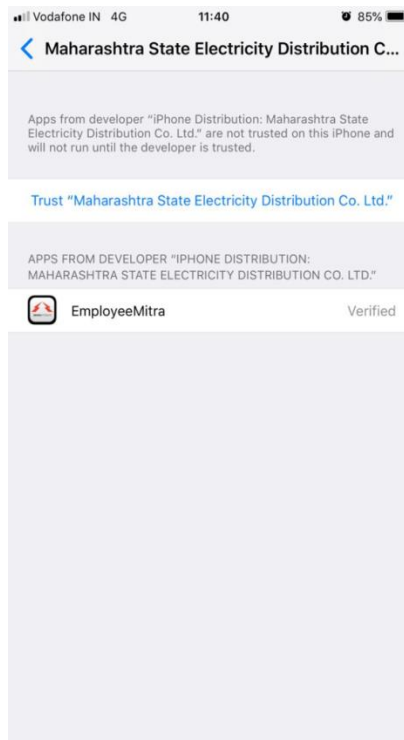 Vodafone IN 4G 11:40 85%
Maharashtra State Electricity Distribution C...
Apps from developer "iPhone Distribution: Maharashtra State
Electricity Distribution Co. Ltd." are not trusted on this iPhone and
will not run until the developer is trusted.
Trust "Maharashtra State Electricity Distribution Co. Ltd."
APPS FROM DEVELOPER "IPHONE DISTRIBUTION:
MAHARASHTRA STATE ELECTRICITY DISTRIBUTION CO. LTD."
EmployeeMitra Verified